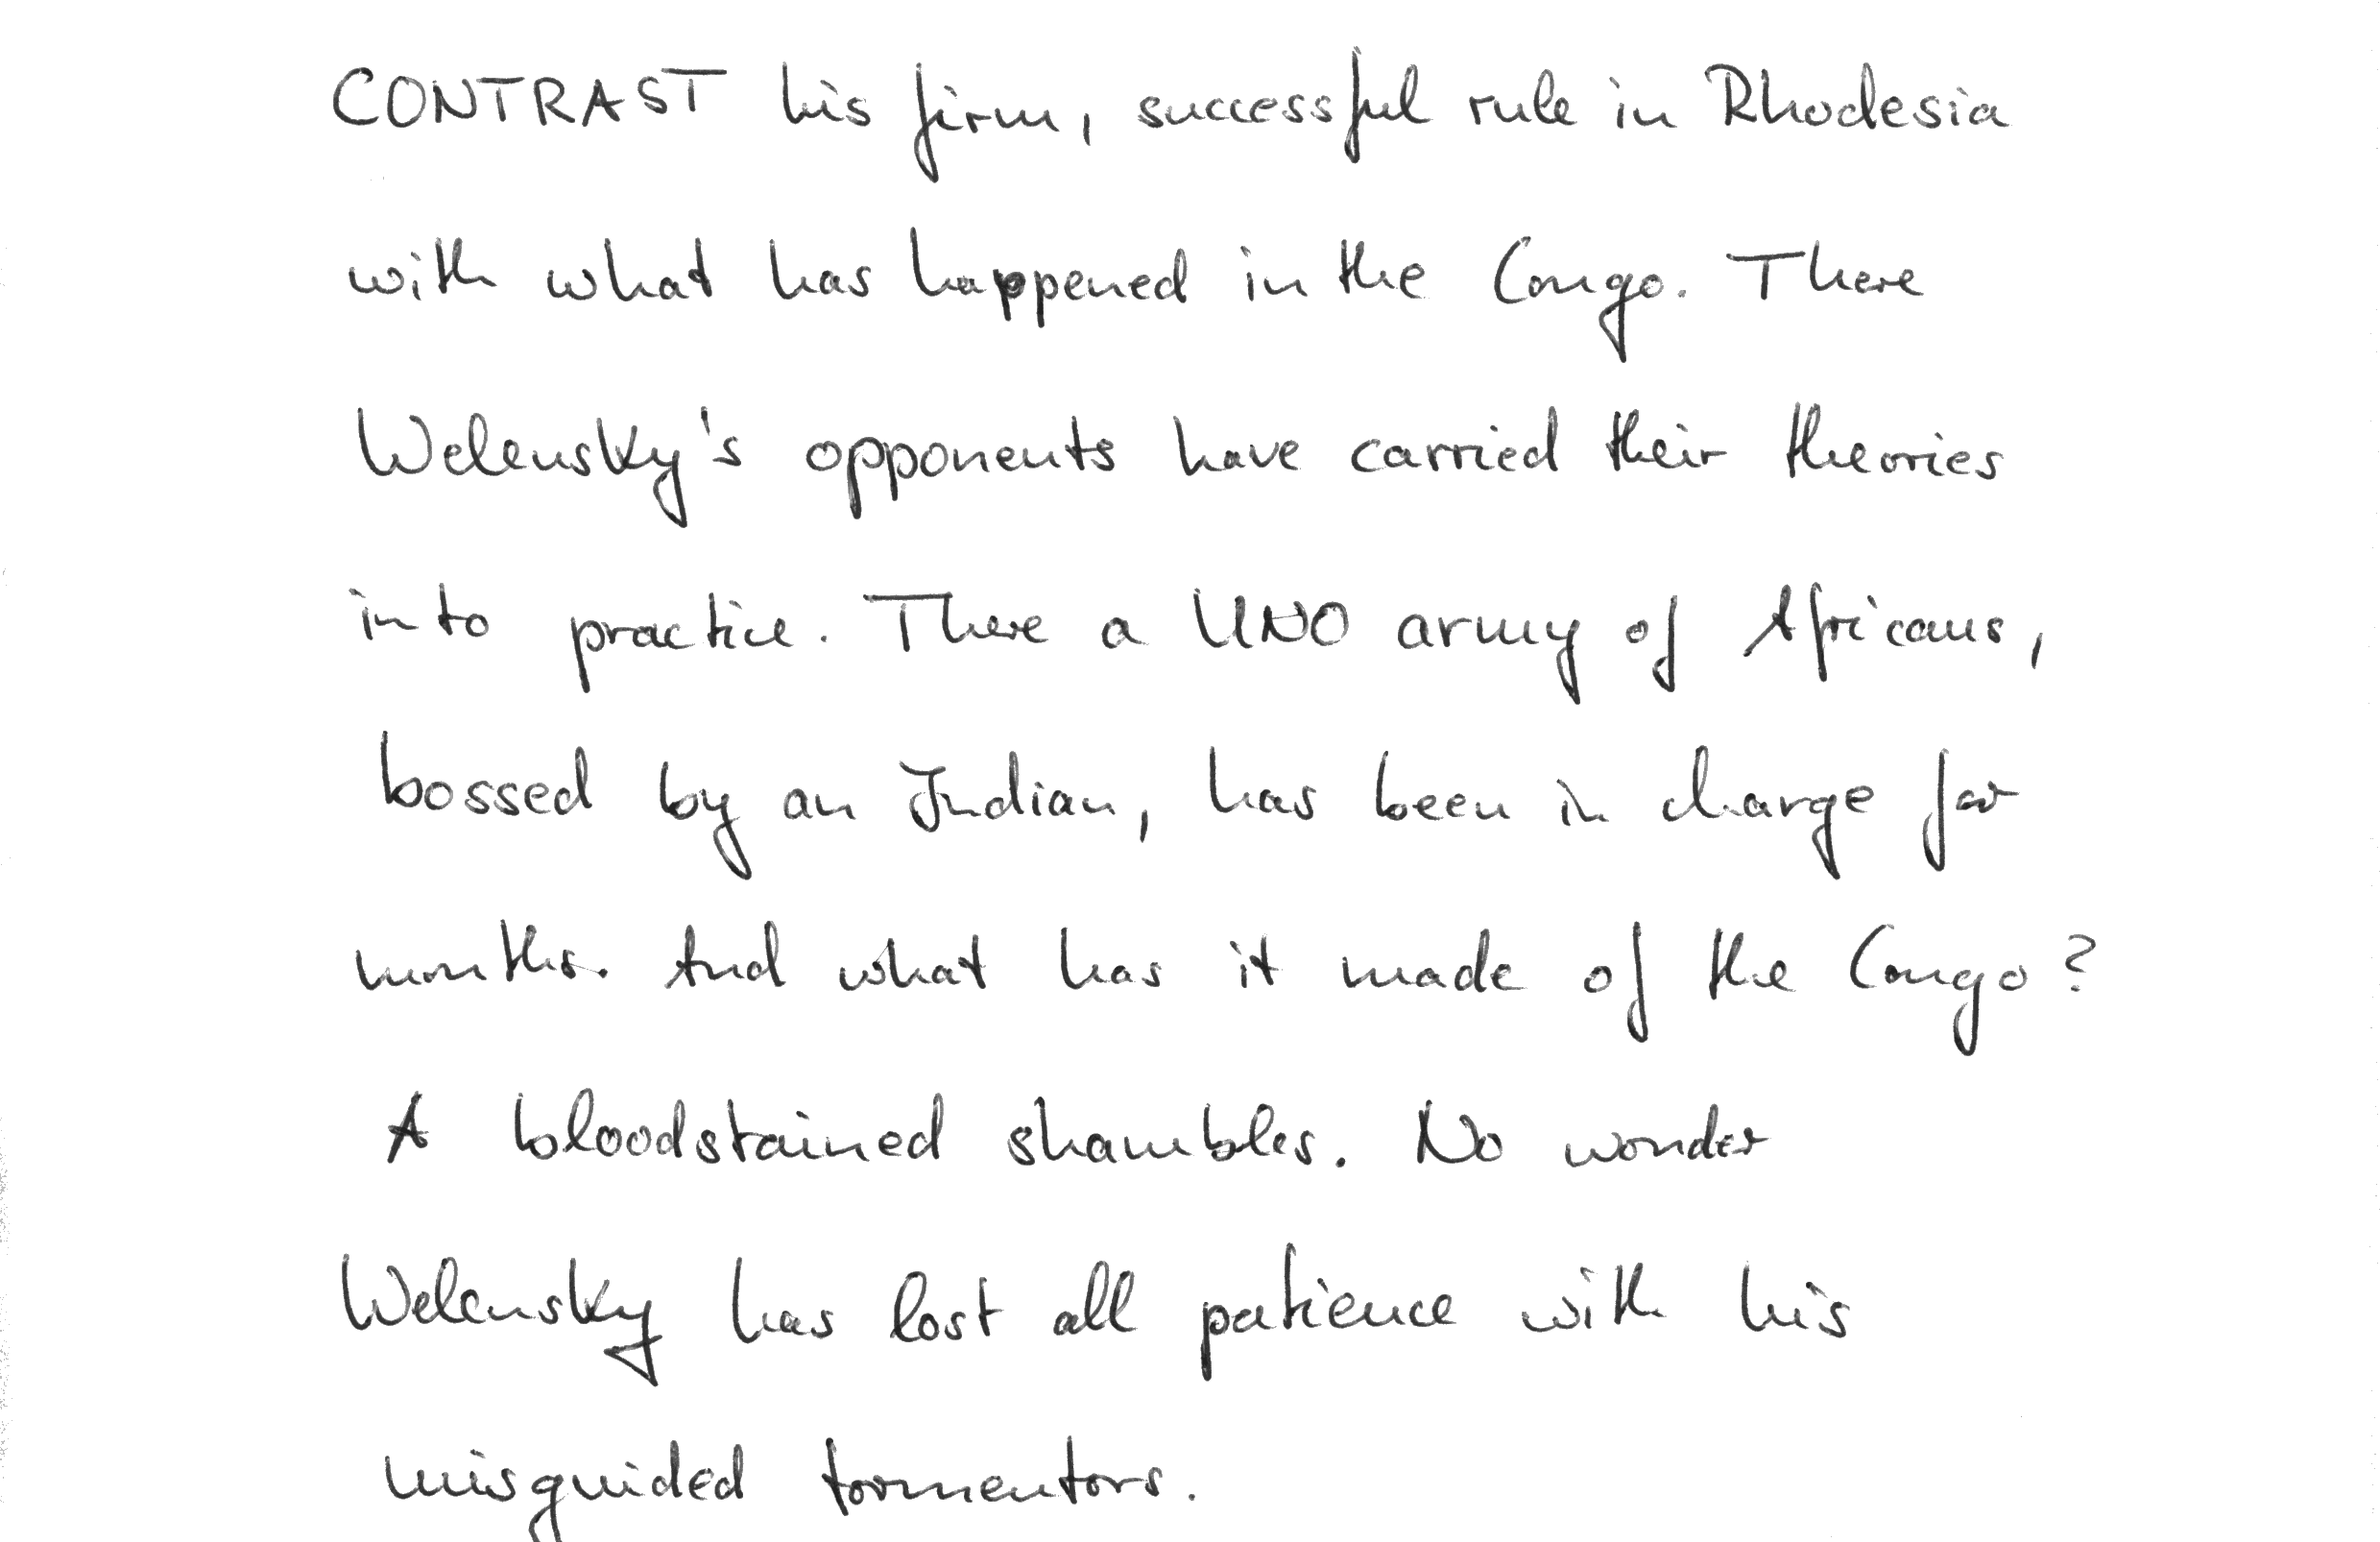 CONTRAST his firm, successful rule in Rhodesia
with what has happened in the Congo. There
Welensky's opponents have carried their theories
into practice. There a UNO army of Africans,
bossed by an Indian, has been in charge for
months. And what has it made of the Congo?
A bloodstained shambles. No wonder
Welensky has lost all patience with his
misguided tormentors.